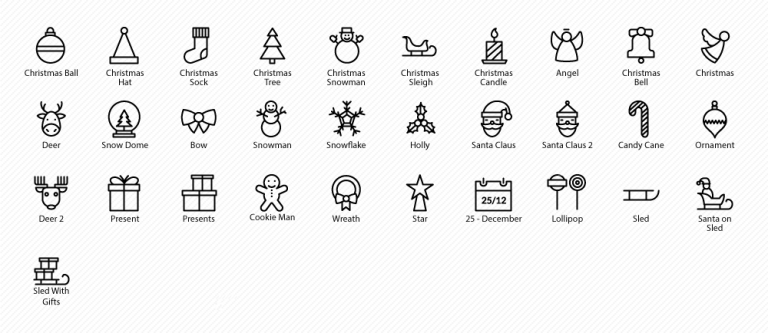 Christmas Ball
Christmas
Hat
Christmas
Sock
Christmas
Tree
Christmas
Snowman
Christmas
Sleigh
Christmas
Candle
Angel
Christmas
Bell
Christmas
Deer
Snow Dome
Bow
Snowman
Snowflake
Holly
Santa Claus
Santa Claus 2
Candy Cane
Ornament
Deer 2
Present
Presents
Cookie Man
Wreath
Star
25/12
25 - December
Lollipop
Sled
Santa on
Sled
Sled With
Gifts